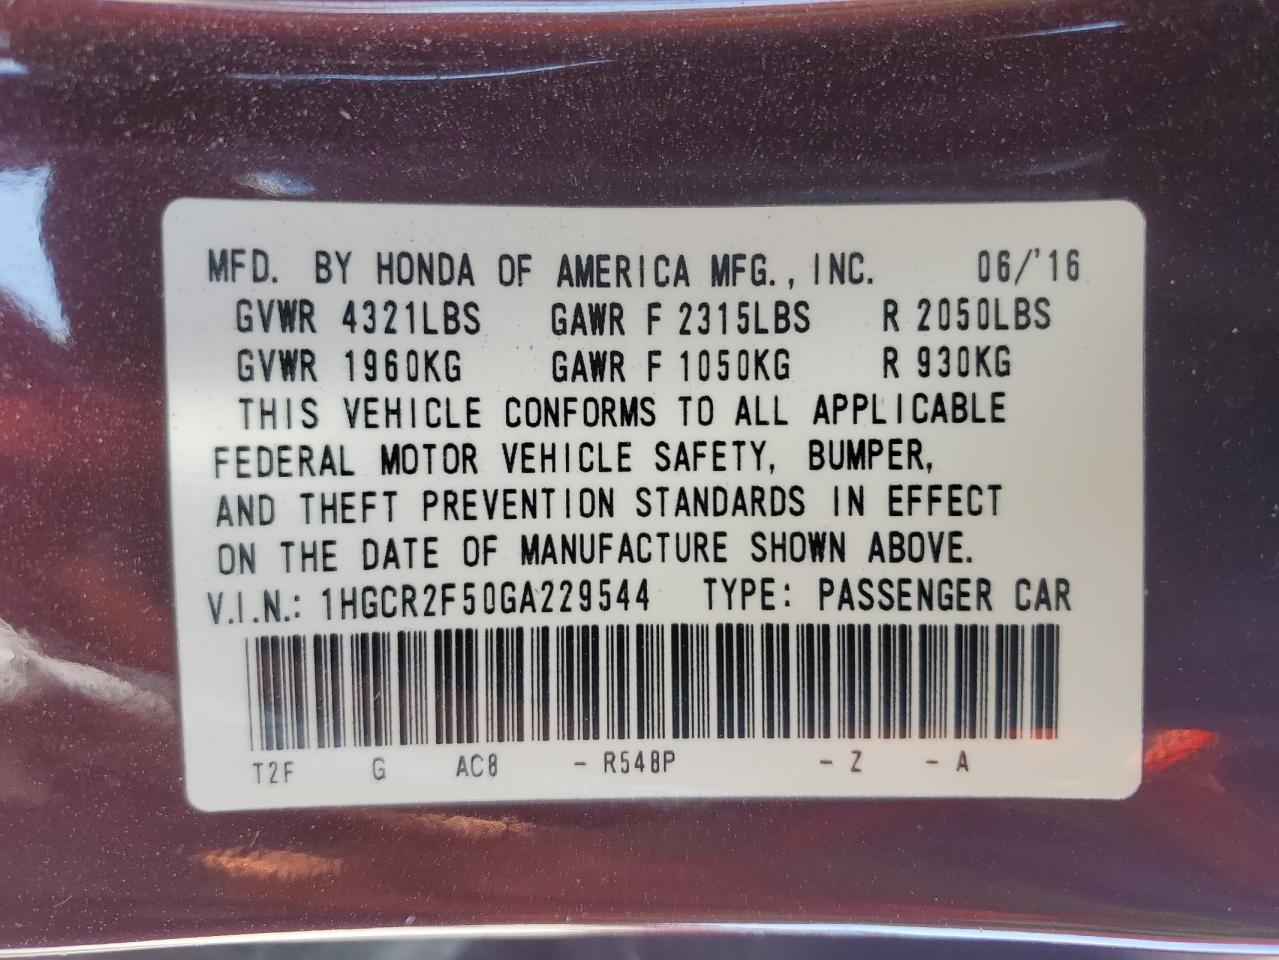 MFD. BY HONDA OF AMERICA MFG., INC. 06/'16
GVWR 4321LBS GAWR F 2315LBS R 2050LBS
GVWR 1960KG GAWR F 1050KG R 930KG
THIS VEHICLE CONFORMS TO ALL APPLICABLE
FEDERAL MOTOR VEHICLE SAFETY, BUMPER,
AND THEFT PREVENTION STANDARDS IN EFFECT
ON THE DATE OF MANUFACTURE SHOWN ABOVE.
V.I.N.: 1HGCR2F50GA229544 TYPE: PASSENGER CAR
T2F G AC8 - R548P - Z - A